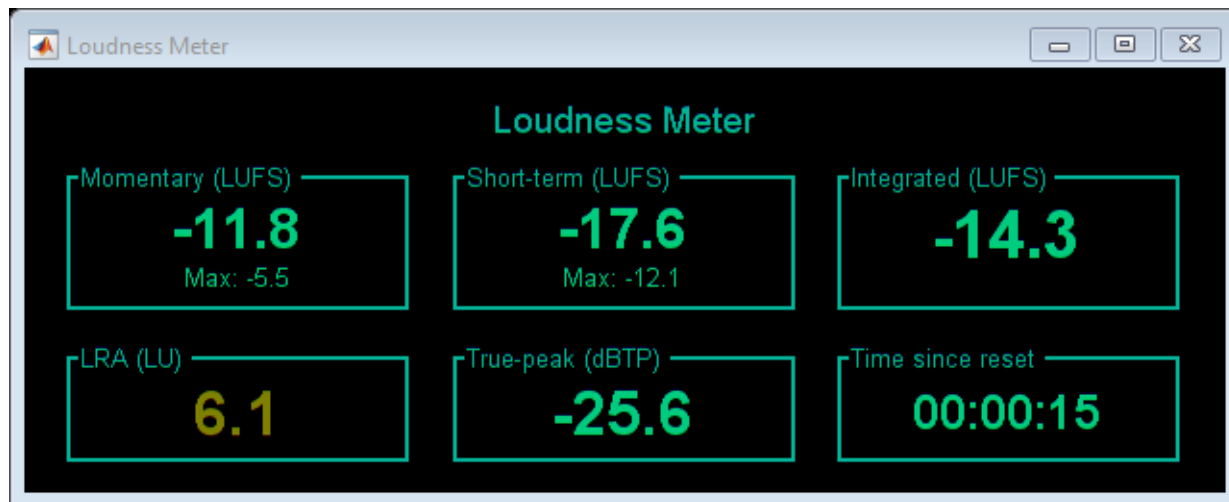 Loudness Meter
Loudness Meter
Momentary (LUFS)
-11.8
Max: -5.5
Short-term (LUFS)
-17.6
Max: -12.1
Integrated (LUFS)
-14.3
LRA (LU)
6.1
True-peak (dBTP)
-25.6
Time since reset
00:00:15